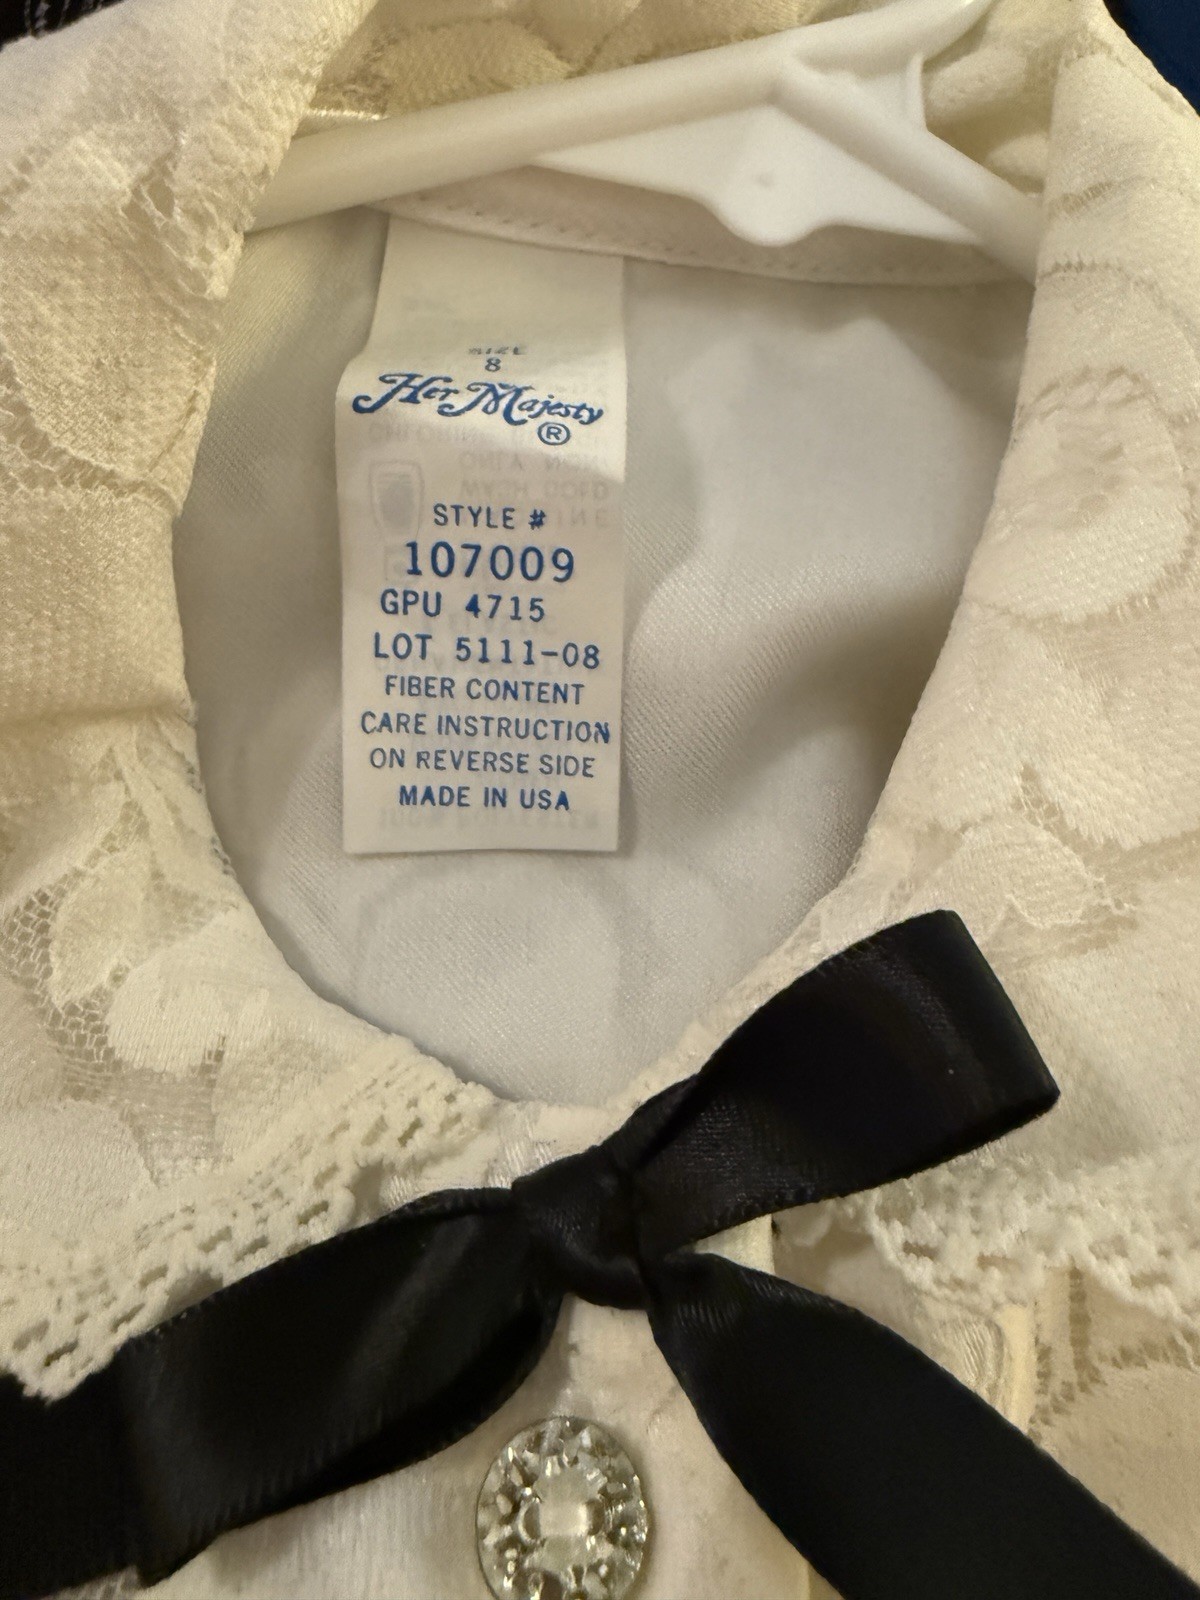 SIZE
8
Her Majesty
®
STYLE #
107009
GPU 4715
LOT 5111-08
FIBER CONTENT
CARE INSTRUCTION
ON REVERSE SIDE
MADE IN USA